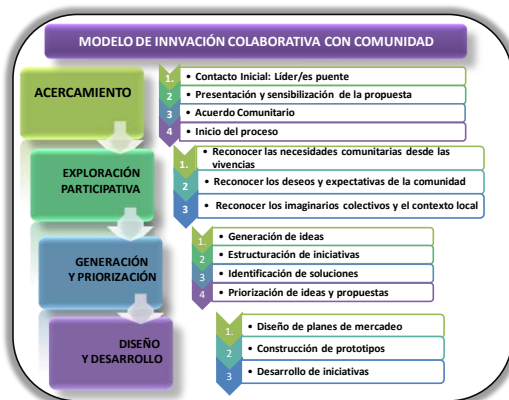 MODELO DE INNVACIÓN COLABORATIVA CON COMUNIDAD
ACERCAMIENTO
1. • Contacto Inicial: Líder/es puente
2 • Presentación y sensibilización de la propuesta
3 • Acuerdo Comunitario
4 • Inicio del proceso
EXPLORACIÓN
PARTICIPATIVA
1. • Reconocer las necesidades comunitarias desde las
vivencias
2 • Reconocer los deseos y expectativas de la comunidad
3 • Reconocer los imaginarios colectivos y el contexto local
GENERACIÓN
Y PRIORIZACIÓN
1. • Generación de ideas
2 • Estructuración de iniciativas
3 • Identificación de soluciones
4 • Priorización de ideas y propuestas
DISEÑO
Y DESARROLLO
1. • Diseño de planes de mercadeo
2 • Construcción de prototipos
3 • Desarrollo de iniciativas